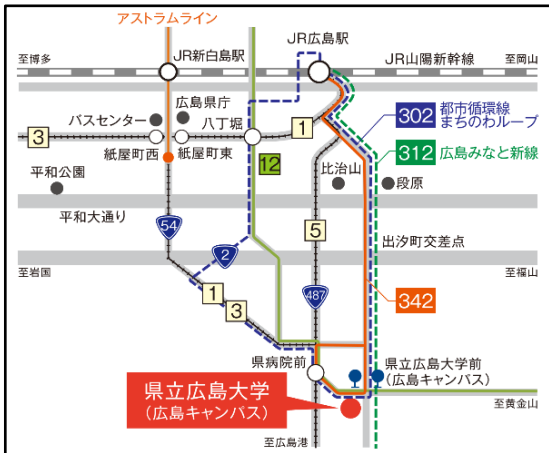 アストラムライン
JR広島駅
JR新白島駅
JR山陽新幹線
至博多
至岡山
広島県庁
バスセンター
八丁堀
3
1
302
都市循環線
まちのわループ
紙屋町西
紙屋町東
12
312
広島みなと新線
平和公園
比治山
段原
平和大通り
54
5
出汐町交差点
2
至岩国
至福山
1
487
342
3
県病院前
県立広島大学前
(広島キャンパス)
県立広島大学
(広島キャンパス)
至黄金山
至広島港